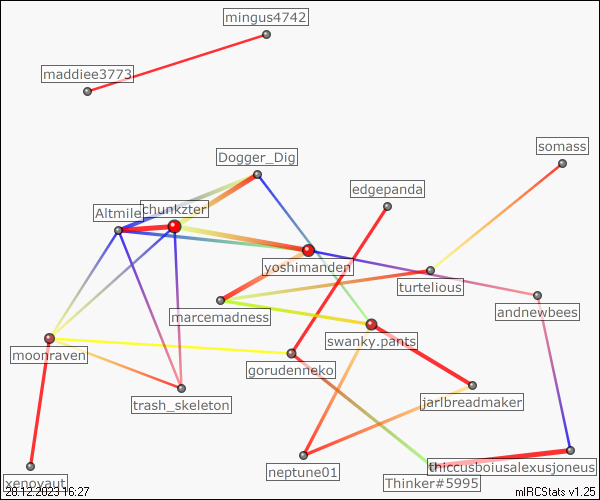 mingus4742
maddiee3773
somass
Dogger_Dig
edgepanda
Altmile
chunkzter
yoshimanden
turtelious
andnewbees
marcemadness
swanky.pants
moonraven
gorudenneko
trash_skeleton
jarlbreadmaker
neptune01
thiccusboiusalexusjoneus
xenovaut
Thinker#5995
20.12.2023 16:27
mIRCStats v1.25